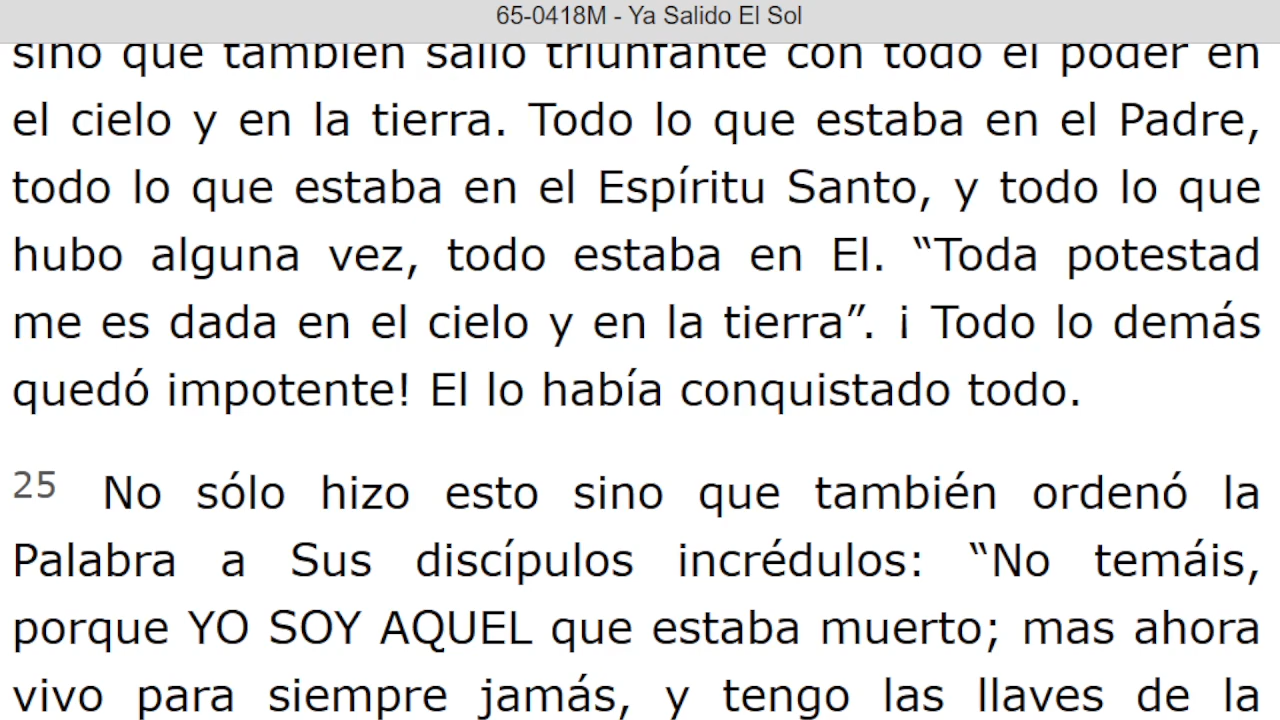 65-0418M - Ya Salido El Sol
sino que también salió triunfante con todo el poder en
el cielo y en la tierra. Todo lo que estaba en el Padre,
todo lo que estaba en el Espíritu Santo, y todo lo que
hubo alguna vez, todo estaba en El. “Toda potestad
me es dada en el cielo y en la tierra”. ¡ Todo lo demás
quedó impotente! El lo había conquistado todo.
25 No sólo hizo esto sino que también ordenó la
Palabra a Sus discípulos incrédulos: “No temáis,
porque YO SOY AQUEL que estaba muerto; mas ahora
vivo para siempre jamás, y tengo las llaves de la